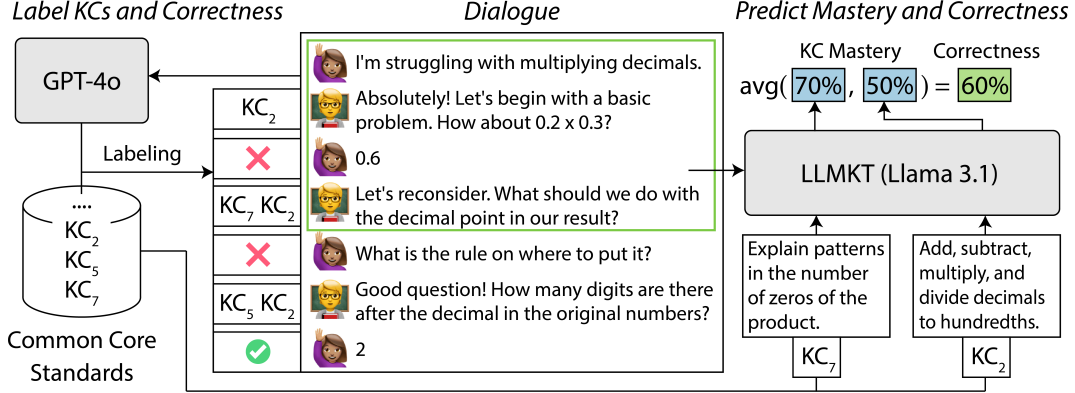 Label KCs and Correctness
Dialogue
Predict Mastery and Correctness
GPT-4o
Labeling
....
KC2
KC5
KC7
Common Core
Standards
KC2
KC7 KC2
KC5 KC2
I'm struggling with multiplying decimals.
Absolutely! Let's begin with a basic
problem. How about 0.2 x 0.3?
0.6
Let's reconsider. What should we do with
the decimal point in our result?
What is the rule on where to put it?
Good question! How many digits are there
after the decimal in the original numbers?
2
KC Mastery
Correctness
avg( 70% , 50% ) = 60%
LLMKT (Llama 3.1)
Explain patterns
in the number
of zeros of the
product.
KC7
Add, subtract,
multiply, and
divide decimals
to hundredths.
KC2